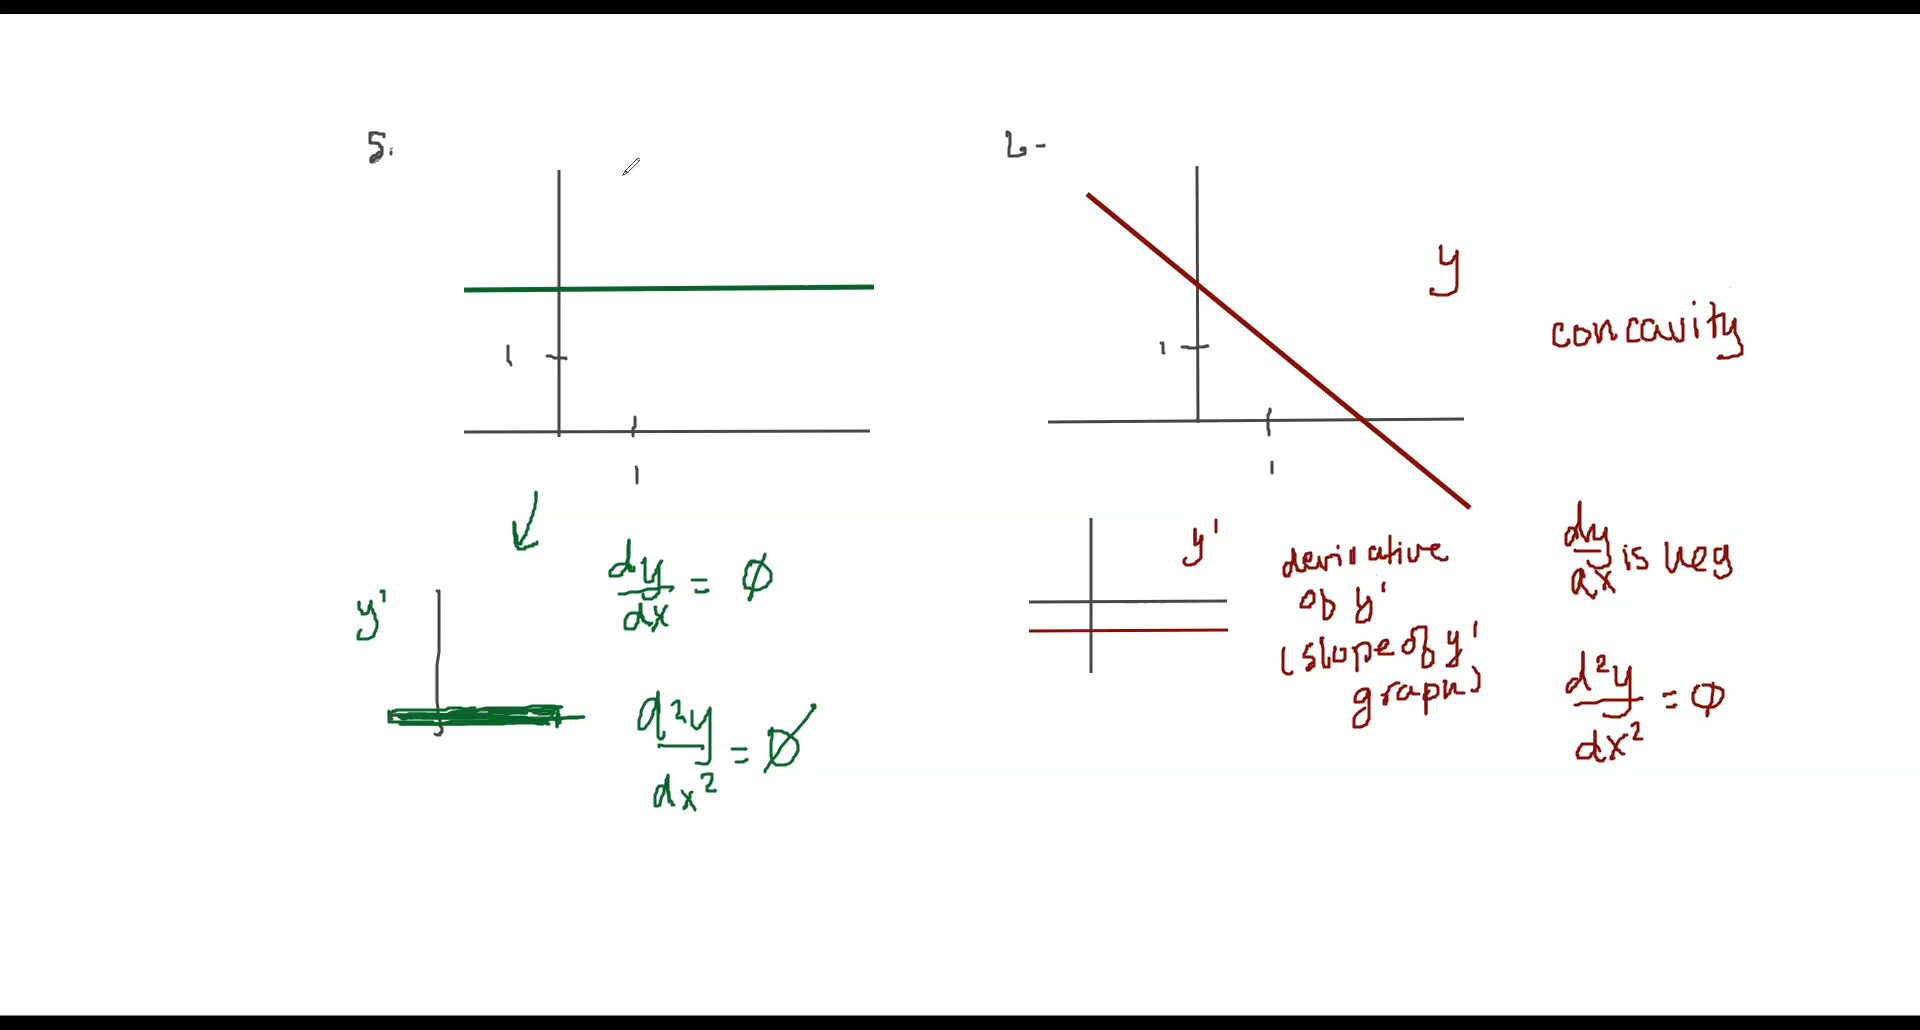 5.
1
1
y'
dy/dx = ∅
d²y/dx² = ∅
6-
y
1
1
concavity
y'
derivative
of y'
(slope of y'
graph)
dy/dx is neg
d²y/dx² = ∅